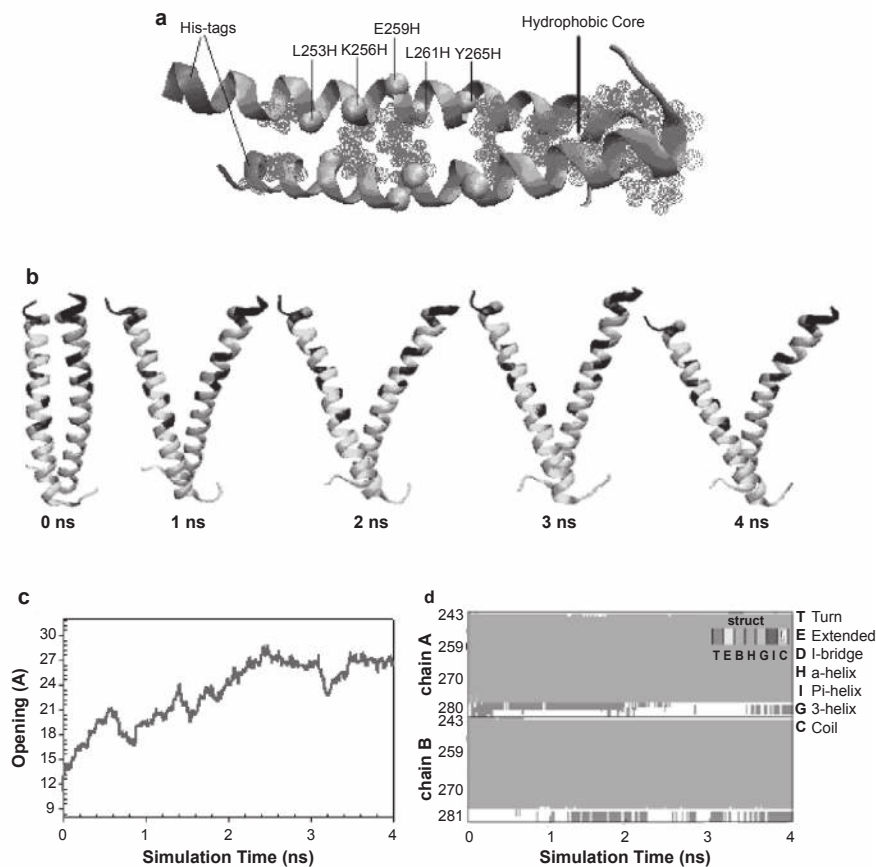 a
His-tags
E259H
Hydrophobic Core
L253H K256H L261H Y265H
b
0 ns 1 ns 2 ns 3 ns 4 ns
c
Opening (A)
30
27
24
21
18
15
12
9
0 1 2 3 4
Simulation Time (ns)
d
chain A
243
259
270
280
chain B
243
259
270
281
struct
T E B H G I C
T Turn
E Extended
D I-bridge
H a-helix
I Pi-helix
G 3-helix
C Coil
0 1 2 3 4
Simulation Time (ns)